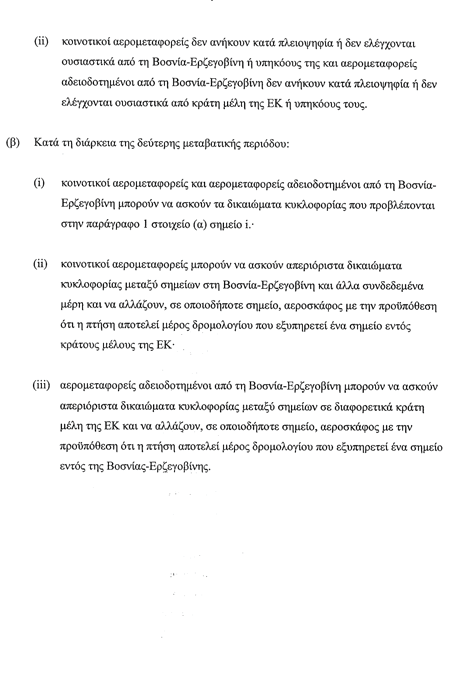 (ii) κοινοτικοί αερομεταφορείς δεν ανήκουν κατά πλειοψηφία ή δεν ελέγχονται
ουσιαστικά από τη Βοσνία-Ερζεγοβίνη ή υπηκόους της και αερομεταφορείς
αδειοδοτημένοι από τη Βοσνία-Ερζεγοβίνη δεν ανήκουν κατά πλειοψηφία ή δεν
ελέγχονται ουσιαστικά από κράτη μέλη της ΕΚ ή υπηκόους τους.
(β) Κατά τη διάρκεια της δεύτερης μεταβατικής περιόδου:
(i) κοινοτικοί αερομεταφορείς και αερομεταφορείς αδειοδοτημένοι από τη Βοσνία-
Ερζεγοβίνη μπορούν να ασκούν τα δικαιώματα κυκλοφορίας που προβλέπονται
στην παράγραφο 1 στοιχείο (α) σημείο i.·
(ii) κοινοτικοί αερομεταφορείς μπορούν να ασκούν απεριόριστα δικαιώματα
κυκλοφορίας μεταξύ σημείων στη Βοσνία-Ερζεγοβίνη και άλλα συνδεδεμένα
μέρη και να αλλάζουν, σε οποιοδήποτε σημείο, αεροσκάφος με την προϋπόθεση
ότι η πτήση αποτελεί μέρος δρομολογίου που εξυπηρετεί ένα σημείο εντός
κράτους μέλους της ΕΚ·
(iii) αερομεταφορείς αδειοδοτημένοι από τη Βοσνία-Ερζεγοβίνη μπορούν να ασκούν
απεριόριστα δικαιώματα κυκλοφορίας μεταξύ σημείων σε διαφορετικά κράτη
μέλη της ΕΚ και να αλλάζουν, σε οποιοδήποτε σημείο, αεροσκάφος με την
προϋπόθεση ότι η πτήση αποτελεί μέρος δρομολογίου που εξυπηρετεί ένα σημείο
εντός της Βοσνίας-Ερζεγοβίνης.